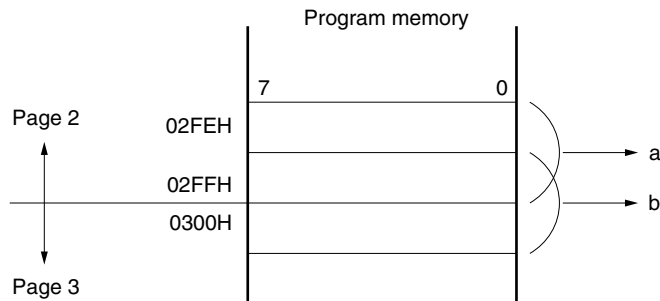 Program memory
7 0
Page 2
02FEH
a
02FFH
b
0300H
Page 3